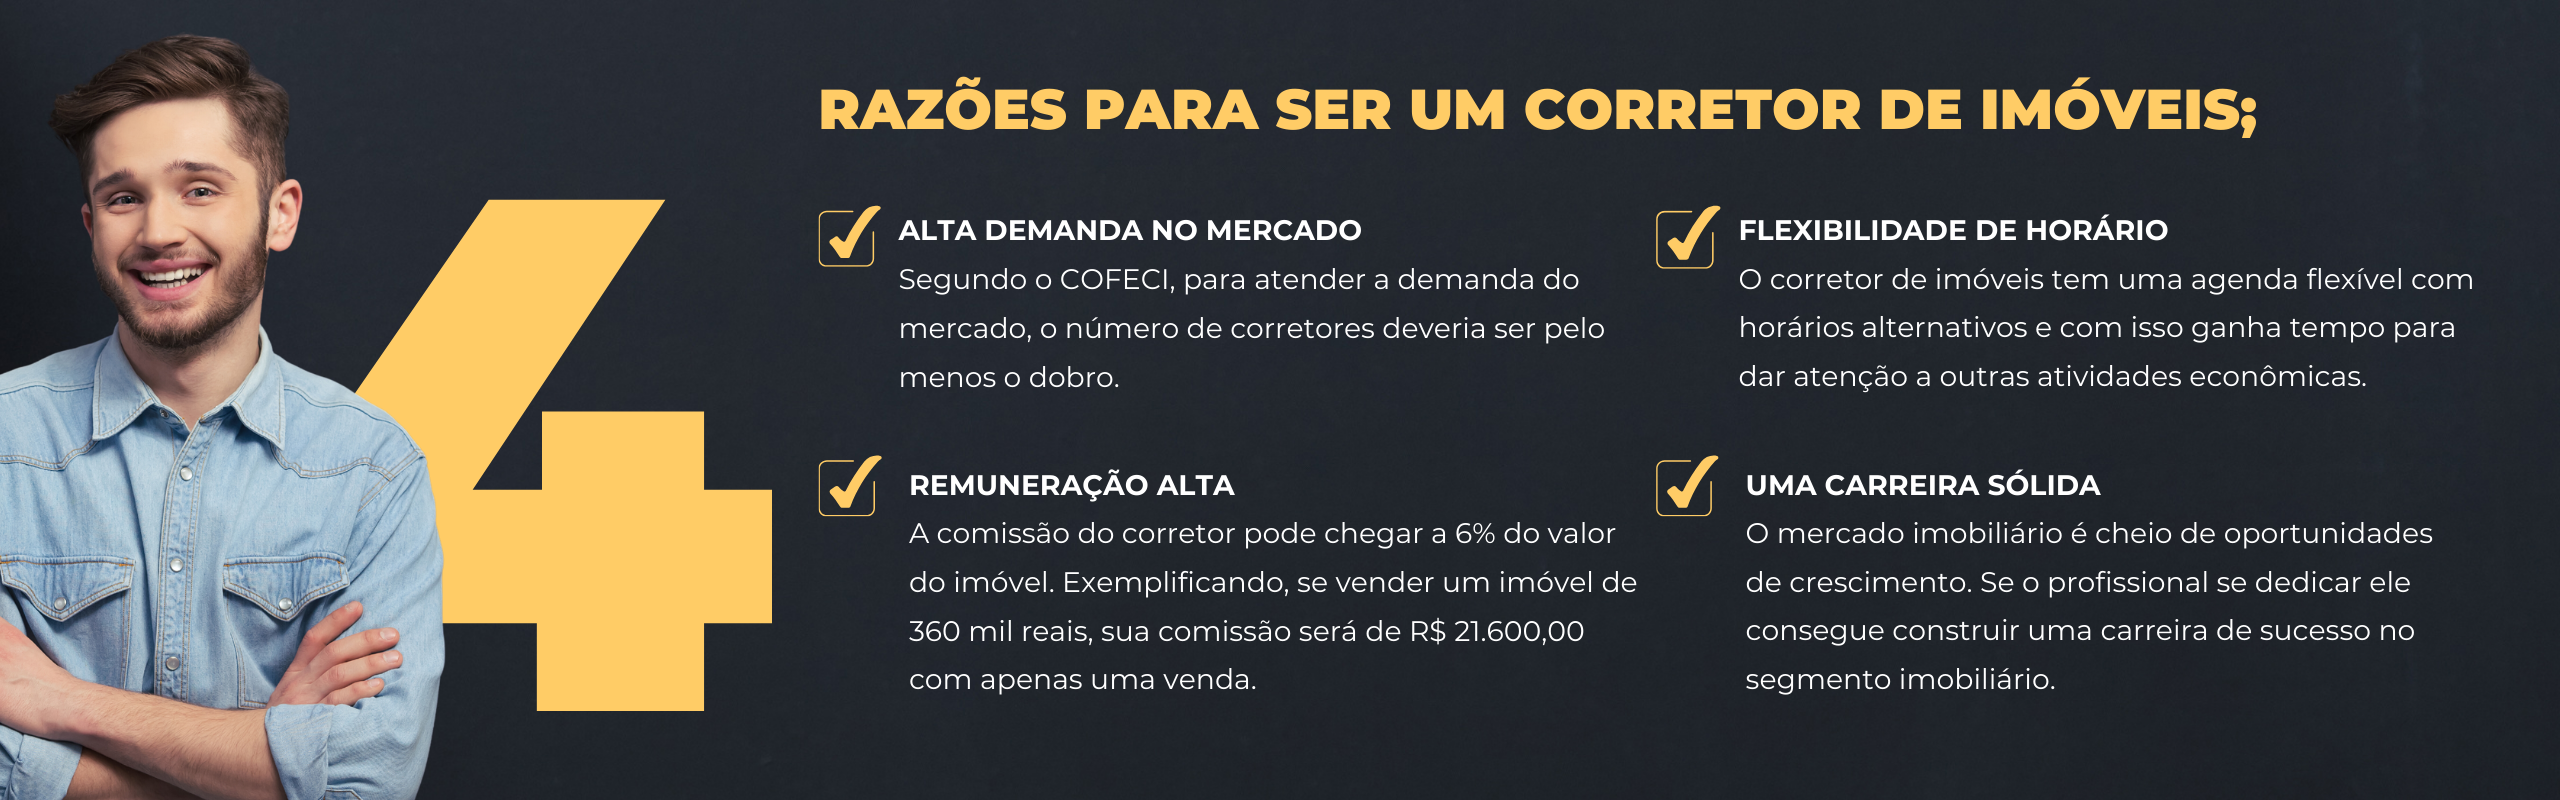 4
RAZÕES PARA SER UM CORRETOR DE IMÓVEIS;
ALTA DEMANDA NO MERCADO
Segundo o COFECI, para atender a demanda do
mercado, o número de corretores deveria ser pelo
menos o dobro.
FLEXIBILIDADE DE HORÁRIO
O corretor de imóveis tem uma agenda flexível com
horários alternativos e com isso ganha tempo para
dar atenção a outras atividades econômicas.
REMUNERAÇÃO ALTA
A comissão do corretor pode chegar a 6% do valor
do imóvel. Exemplificando, se vender um imóvel de
360 mil reais, sua comissão será de R$ 21.600,00
com apenas uma venda.
UMA CARREIRA SÓLIDA
O mercado imobiliário é cheio de oportunidades
de crescimento. Se o profissional se dedicar ele
consegue construir uma carreira de sucesso no
segmento imobiliário.